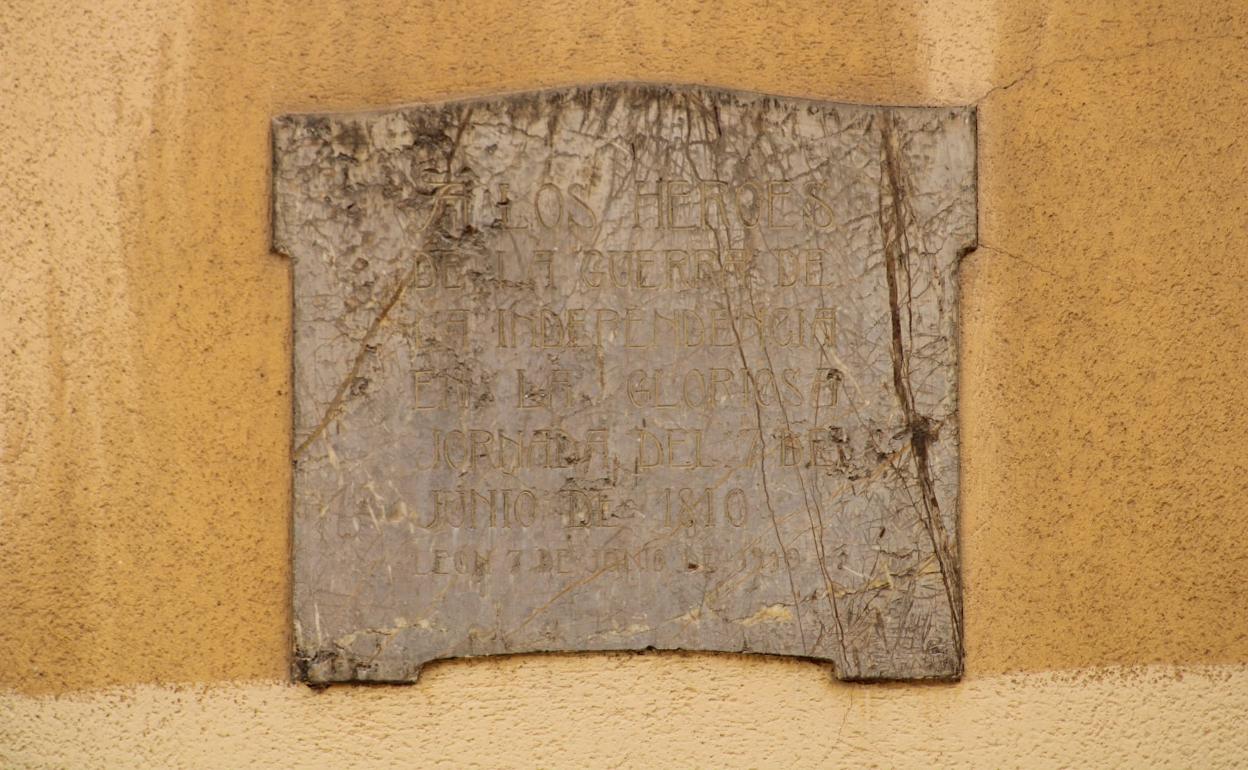 A LOS HEROES
DE LA GUERRA DE
LA INDEPENDENCIA
EN LA GLORIOSA
JORNADA DEL 7 DE
JUNIO DE 1810
LEON 7 DE JUNIO DE 1910